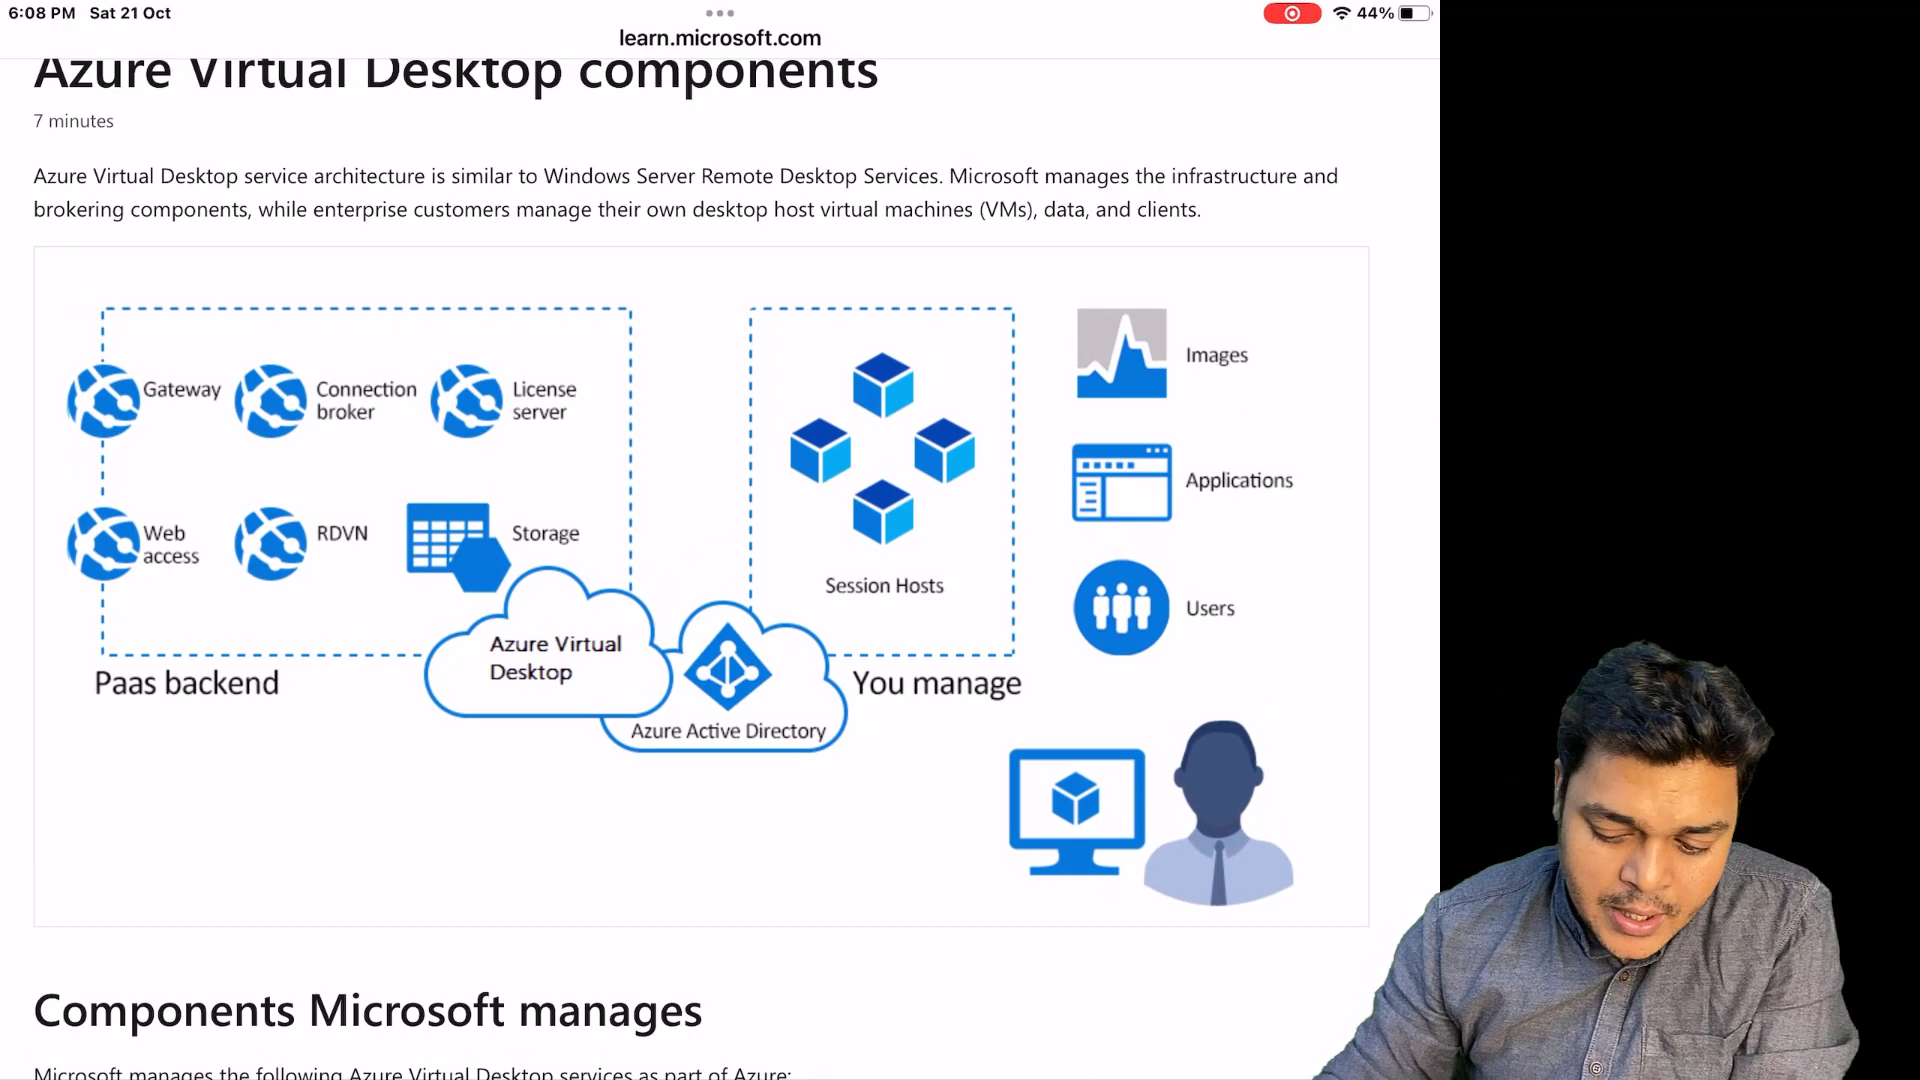 6:08 PM Sat 21 Oct
44%
learn.microsoft.com
Azure Virtual Desktop components
7 minutes
Azure Virtual Desktop service architecture is similar to Windows Server Remote Desktop Services. Microsoft manages the infrastructure and
brokering components, while enterprise customers manage their own desktop host virtual machines (VMs), data, and clients.
Gateway
Connection
broker
License
server
Web
access
RDVN
Storage
Paas backend
Azure Virtual
Desktop
Azure Active Directory
Session Hosts
You manage
Images
Applications
Users
Components Microsoft manages
Microsoft manages the following Azure Virtual Desktop services as part of Azure: